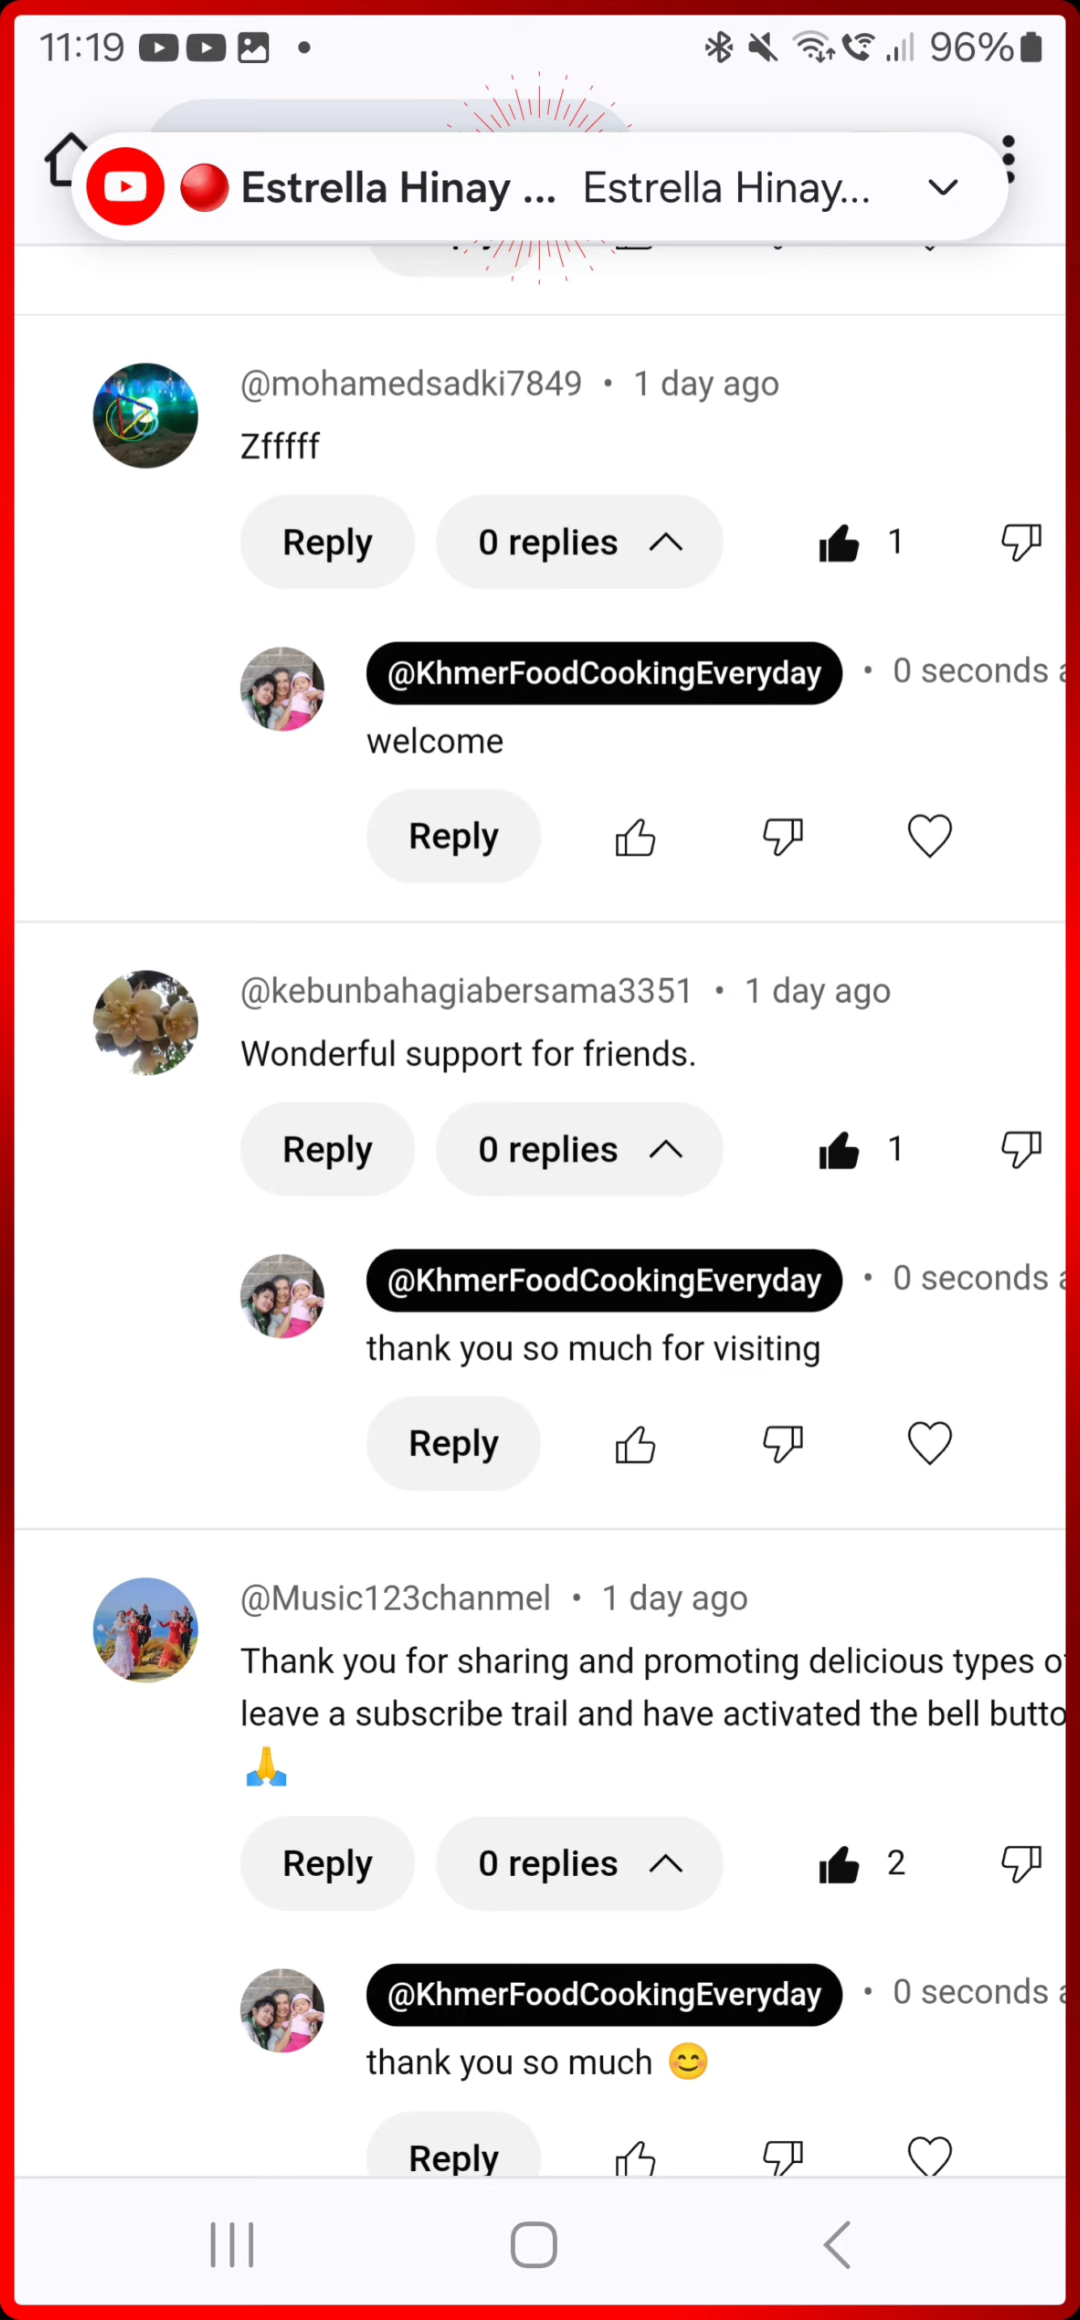 11:19
96%
Estrella Hinay ... Estrella Hinay...
@mohamedsadki7849 • 1 day ago
Zfffff
Reply
0 replies
1
@KhmerFoodCookingEveryday • 0 seconds
welcome
Reply
@kebunbahagiabersama3351 • 1 day ago
Wonderful support for friends.
Reply
0 replies
1
@KhmerFoodCookingEveryday • 0 seconds
thank you so much for visiting
Reply
@Music123chanmel • 1 day ago
Thank you for sharing and promoting delicious types
leave a subscribe trail and have activated the bell
🙏
Reply
0 replies
2
@KhmerFoodCookingEveryday • 0 seconds
thank you so much 😊
Reply